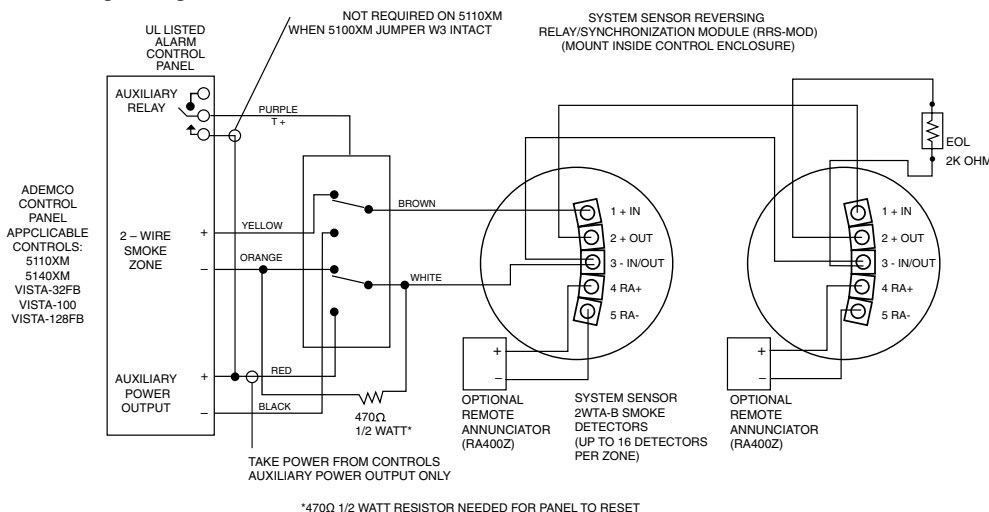 NOT REQUIRED ON 5110XM
WHEN 5100XM JUMPER W3 INTACT
SYSTEM SENSOR REVERSING
RELAY/SYNCHRONIZATION MODULE (RRS-MOD)
(MOUNT INSIDE CONTROL ENCLOSURE)
UL LISTED
ALARM
CONTROL
PANEL
AUXILIARY
RELAY
PURPLE
T +
EOL
2K OHM
ADEMCO
CONTROL
PANEL
APPCLICABLE
CONTROLS:
5110XM
5140XM
VISTA-32FB
VISTA-100
VISTA-128FB
2 – WIRE
SMOKE
ZONE
+
–
YELLOW
ORANGE
BROWN
WHITE
1 + IN
2 + OUT
3 - IN/OUT
4 RA+
5 RA-
1 + IN
2 + OUT
3 - IN/OUT
4 RA+
5 RA-
AUXILIARY
POWER
OUTPUT
+
–
RED
BLACK
470Ω
1/2 WATT*
+
–
OPTIONAL
REMOTE
ANNUNCIATOR
(RA400Z)
SYSTEM SENSOR
2WTA-B SMOKE
DETECTORS
(UP TO 16 DETECTORS
PER ZONE)
+
–
OPTIONAL
REMOTE
ANNUNCIATOR
(RA400Z)
TAKE POWER FROM CONTROLS
AUXILIARY POWER OUTPUT ONLY
*470Ω 1/2 WATT RESISTOR NEEDED FOR PANEL TO RESET